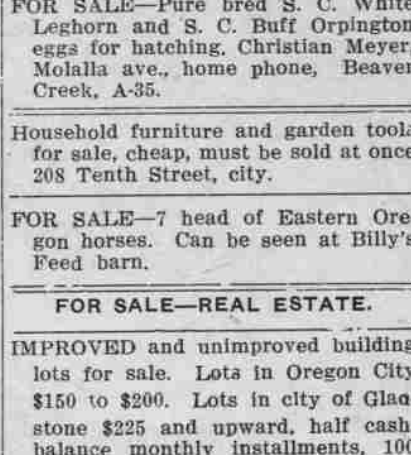 FOR SALE—Pure bred S. C. White
Leghorn and S. C. Buff Orpington
eggs for hatching. Christian Meyer,
Molalla ave., home phone, Beaver
Creek, A-35.
Household furniture and garden tools
for sale, cheap, must be sold at once
208 Tenth Street, city.
FOR SALE—7 head of Eastern Ore
gon horses. Can be seen at Billy's
Feed barn.
FOR SALE—REAL ESTATE.
IMPROVED and unimproved building
lots for sale. Lots in Oregon City
$150 to $200. Lots in city of Glad
stone $225 and upward, half cash
balance monthly installments, 100